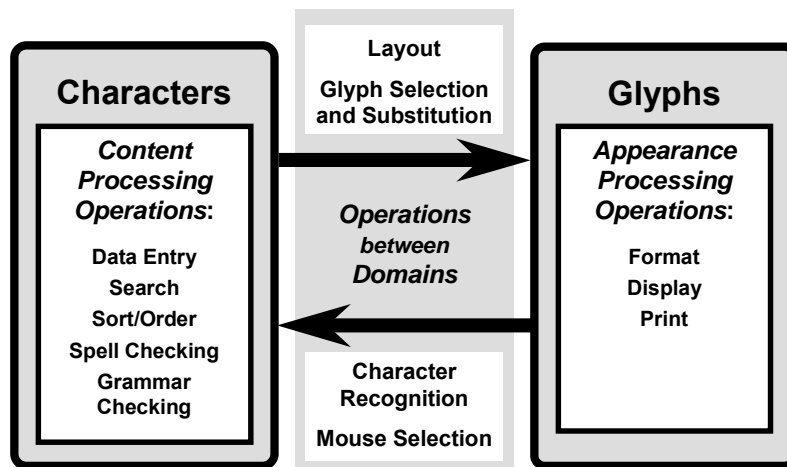 Characters
Content
Processing
Operations:
Data Entry
Search
Sort/Order
Spell Checking
Grammar
Checking
Layout
Glyph Selection
and Substitution
Operations
between
Domains
Character
Recognition
Mouse Selection
Glyphs
Appearance
Processing
Operations:
Format
Display
Print